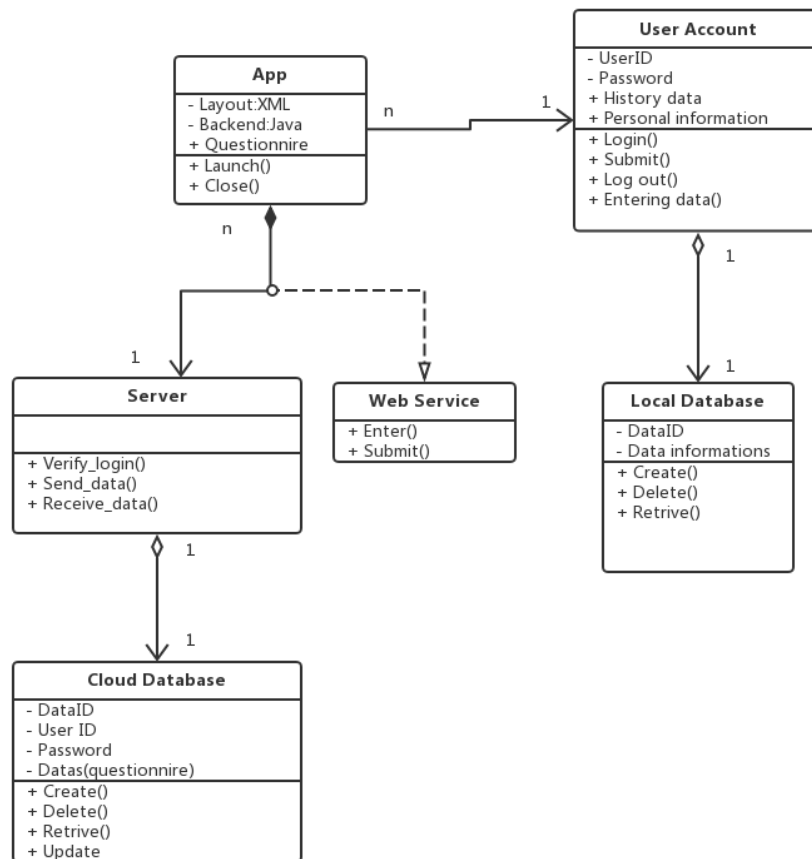 User Account
- UserID
- Password
+ History data
+ Personal information
+ Login()
+ Submit()
+ Log out()
+ Entering data()
App
- Layout:XML
- Backend:Java
+ Questionnire
+ Launch()
+ Close()
n
1
n
1
1
1
Server
+ Verify_login()
+ Send_data()
+ Receive_data()
Web Service
+ Enter()
+ Submit()
Local Database
- DataID
- Data informations
+ Create()
+ Delete()
+ Retrive()
1
1
Cloud Database
- DataID
- User ID
- Password
- Datas(questionnire)
+ Create()
+ Delete()
+ Retrive()
+ Update